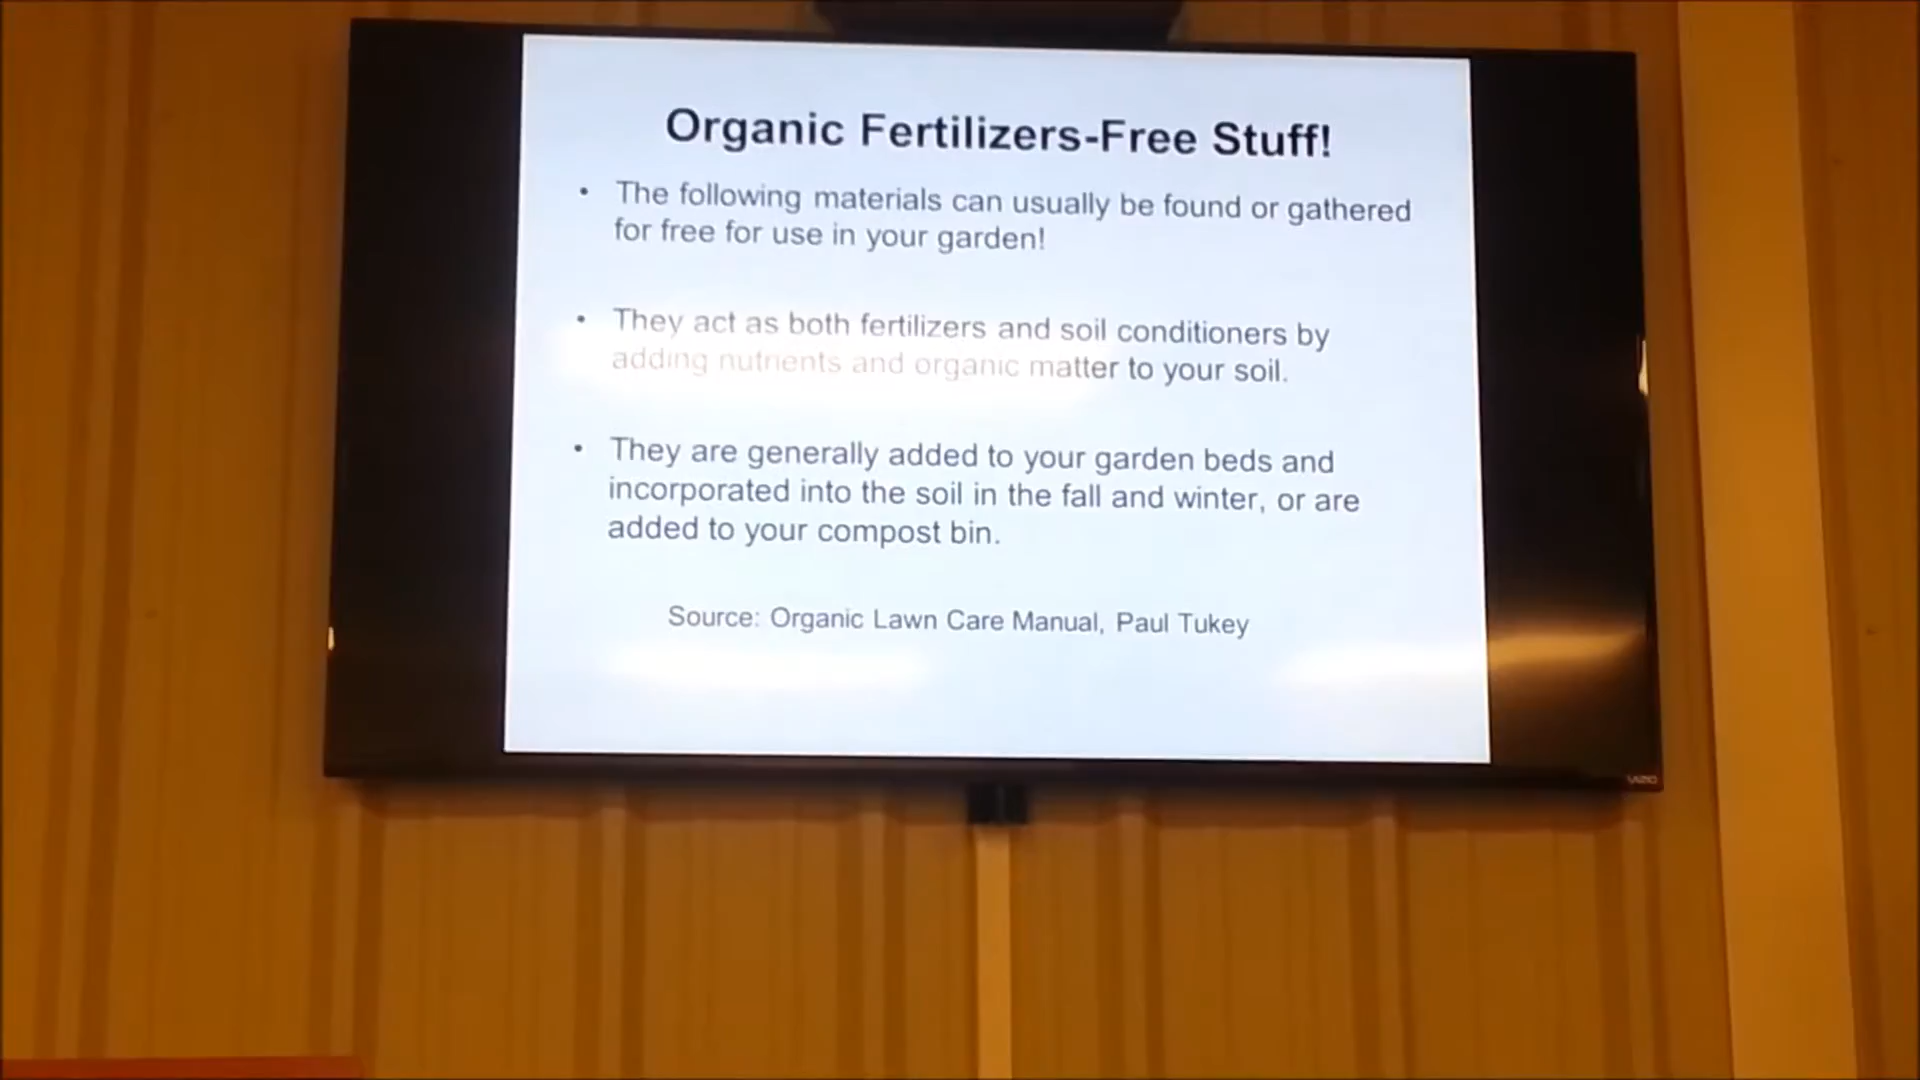 Organic Fertilizers-Free Stuff!
• The following materials can usually be found or gathered
for free for use in your garden!
• They act as both fertilizers and soil conditioners by
adding nutrients and organic matter to your soil.
• They are generally added to your garden beds and
incorporated into the soil in the fall and winter, or are
added to your compost bin.
Source: Organic Lawn Care Manual, Paul Tukey
VIZIO